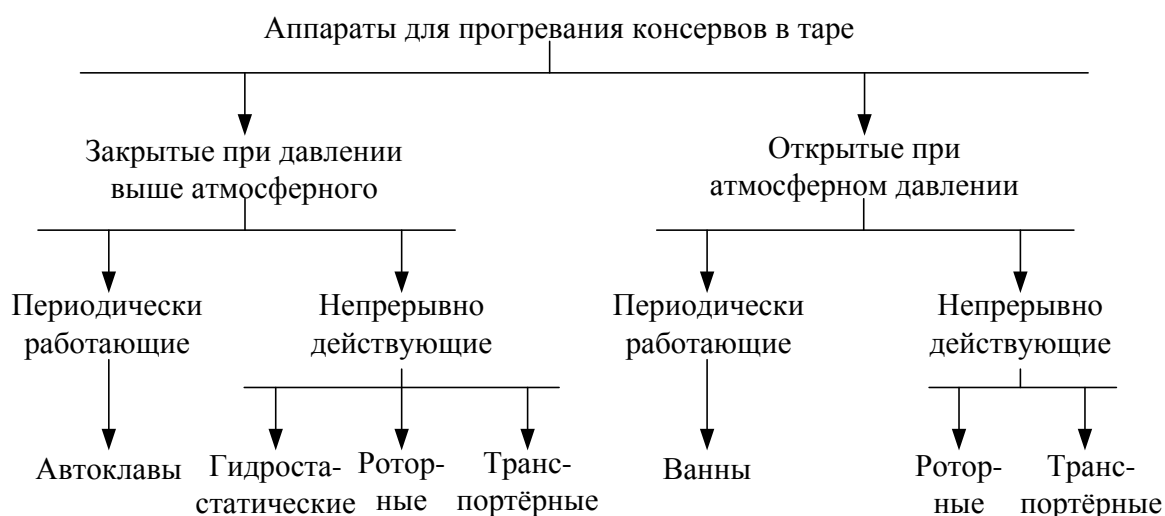 Аппараты для прогревания консервов в таре
Закрытые при давлении
выше атмосферного
Открытые при
атмосферном давлении
Периодически
работающие
Непрерывно
действующие
Периодически
работающие
Непрерывно
действующие
Автоклавы
Гидроста-
статические
Ротор-
ные
Транс-
портёрные
Ванны
Ротор-
ные
Транс-
портёрные